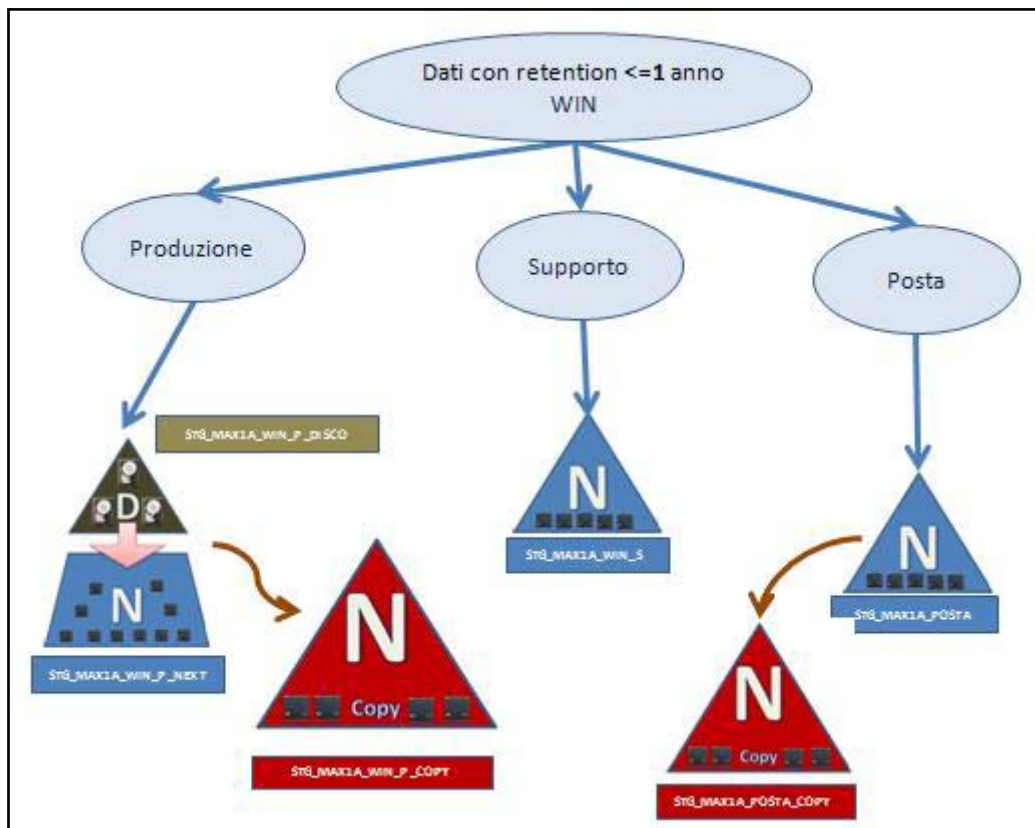 Dati con retention <=1 anno
WIN
Produzione
Supporto
Posta
STG_MAX1A_WIN_P_DISCO
D
N
STG_MAX1A_WIN_P_NEXT
N
Copy
STG_MAX1A_WIN_P_COPY
N
STG_MAX1A_WIN_S
N
STG_MAX1A_POSTA
N
Copy
STG_MAX1A_POSTA_COPY